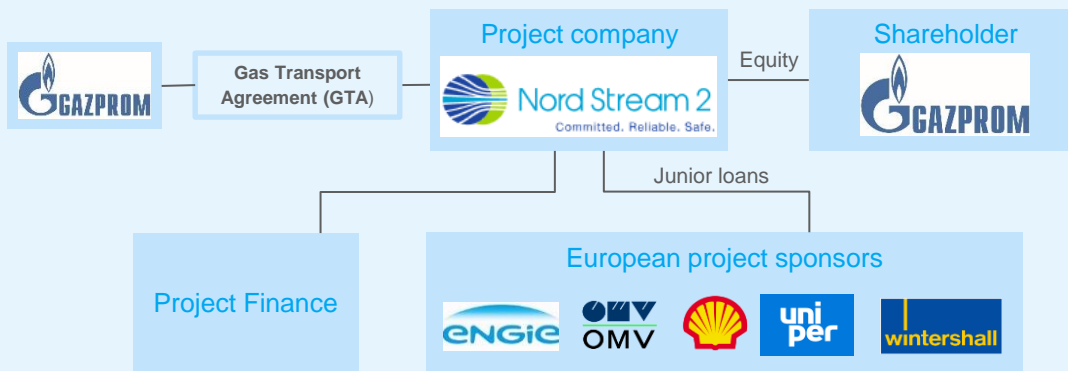 GAZPROM
Gas Transport
Agreement (GTA)
Project company
Nord Stream 2
Committed. Reliable. Safe.
Equity
Shareholder
GAZPROM
Junior loans
Project Finance
European project sponsors
ENGIE
OMV
OMV
uni
per
wintershall